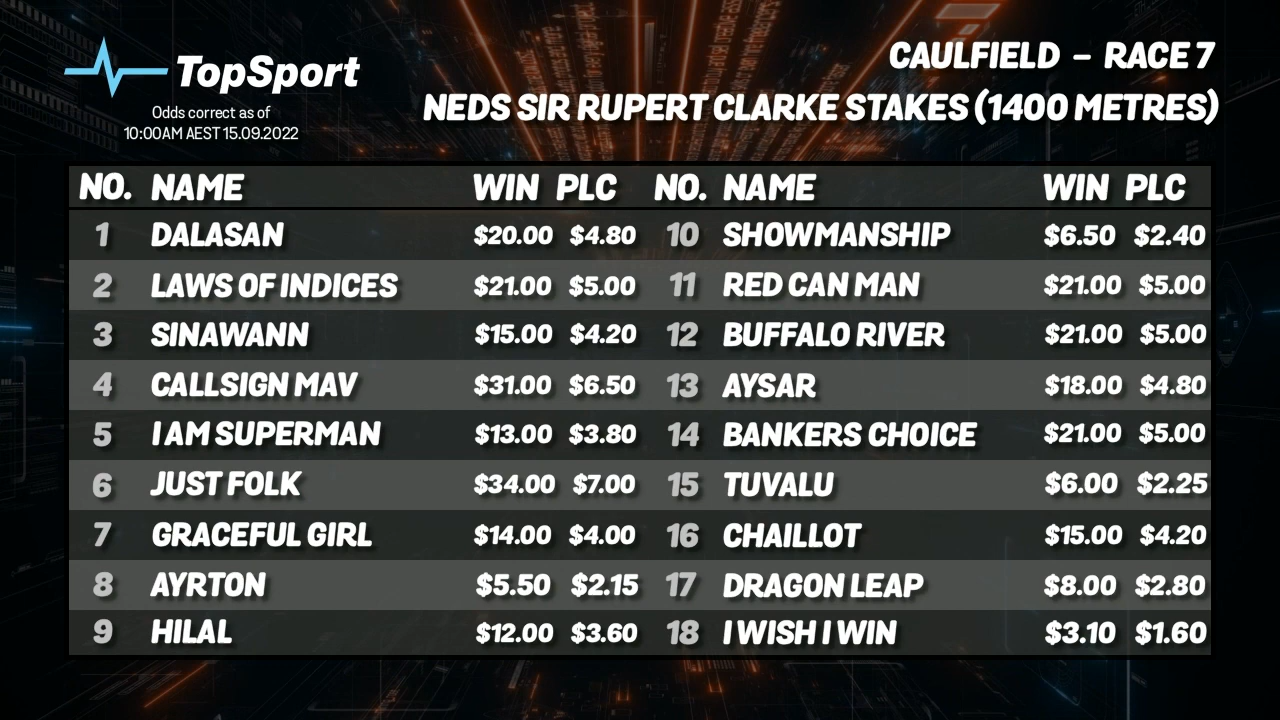 TopSport
Odds correct as of
10:00AM AEST 15.09.2022
CAULFIELD - RACE 7
NEDS SIR RUPERT CLARKE STAKES (1400 METRES)
NO. NAME WIN PLC NO. NAME WIN PLC
1 DALASAN $20.00 $4.80 10 SHOWMANSHIP $6.50 $2.40
2 LAWS OF INDICES $21.00 $5.00 11 RED CAN MAN $21.00 $5.00
3 SINAWANN $15.00 $4.20 12 BUFFALO RIVER $21.00 $5.00
4 CALLSIGN MAV $31.00 $6.50 13 AYSAR $18.00 $4.80
5 I AM SUPERMAN $13.00 $3.80 14 BANKERS CHOICE $21.00 $5.00
6 JUST FOLK $34.00 $7.00 15 TUVALU $6.00 $2.25
7 GRACEFUL GIRL $14.00 $4.00 16 CHAILLOT $15.00 $4.20
8 AYRTON $5.50 $2.15 17 DRAGON LEAP $8.00 $2.80
9 HILAL $12.00 $3.60 18 I WISH I WIN $3.10 $1.60